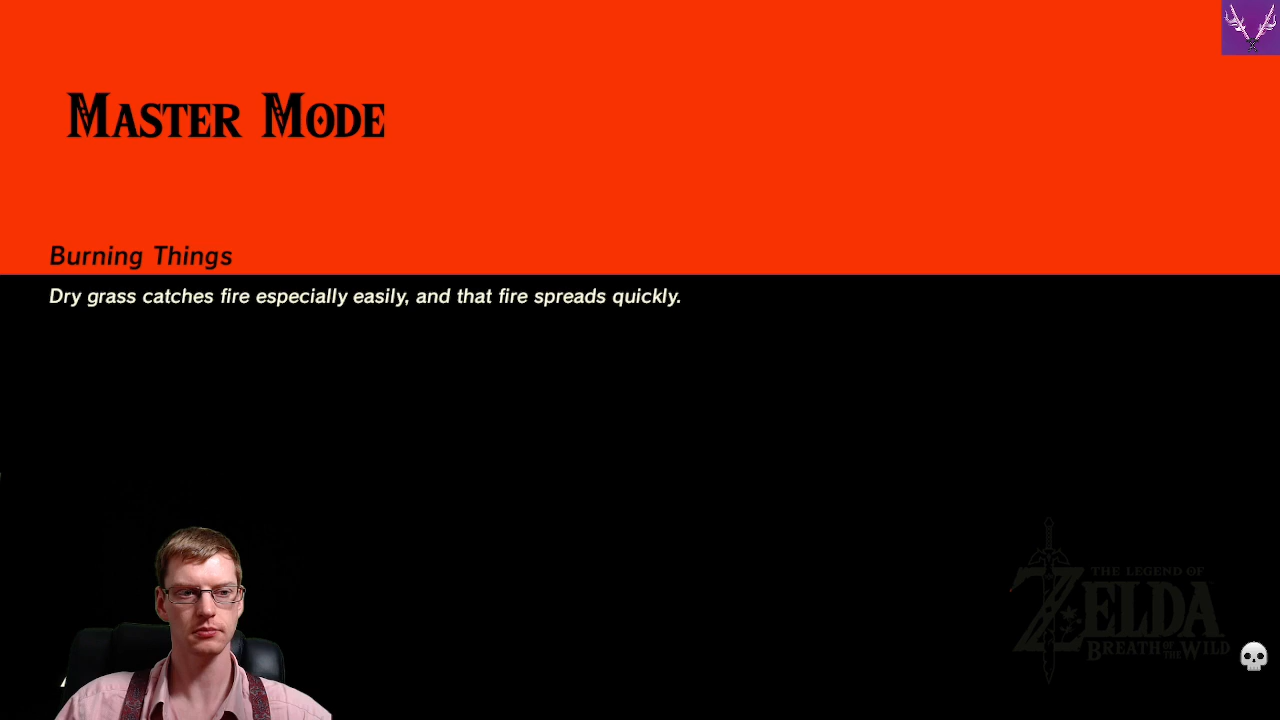 Master Mode
Burning Things
Dry grass catches fire especially easily, and that fire spreads quickly.
THE LEGEND OF
ZELDA
BREATH OF THE WILD